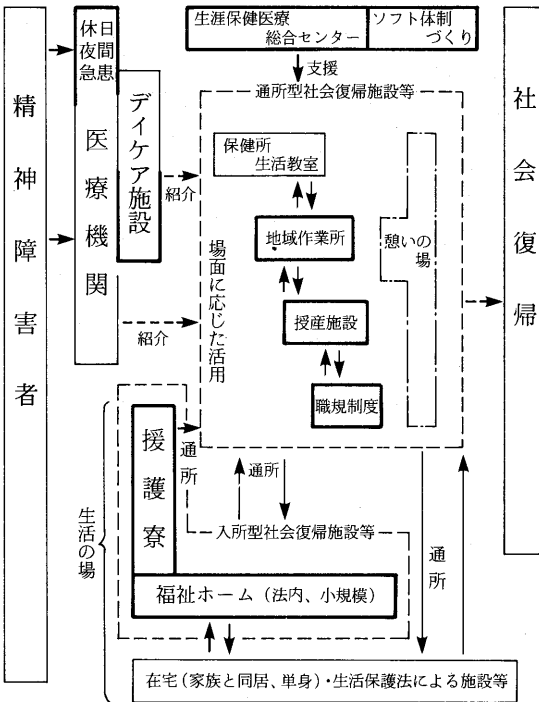 精神障害者
休日
夜間
急患
医療機関
デイケア施設
生涯保健医療
総合センター
ソフト体制
づくり
支援
通所型社会復帰施設等
保健所
生活教室
紹介
地域作業所
憩いの
場
場面に応じた活用
授産施設
紹介
職規制度
社会復帰
生活の場
援護寮
通所
通所
入所型社会復帰施設等
通所
福祉ホーム(法内、小規模)
在宅(家族と同居、単身)・生活保護法による施設等